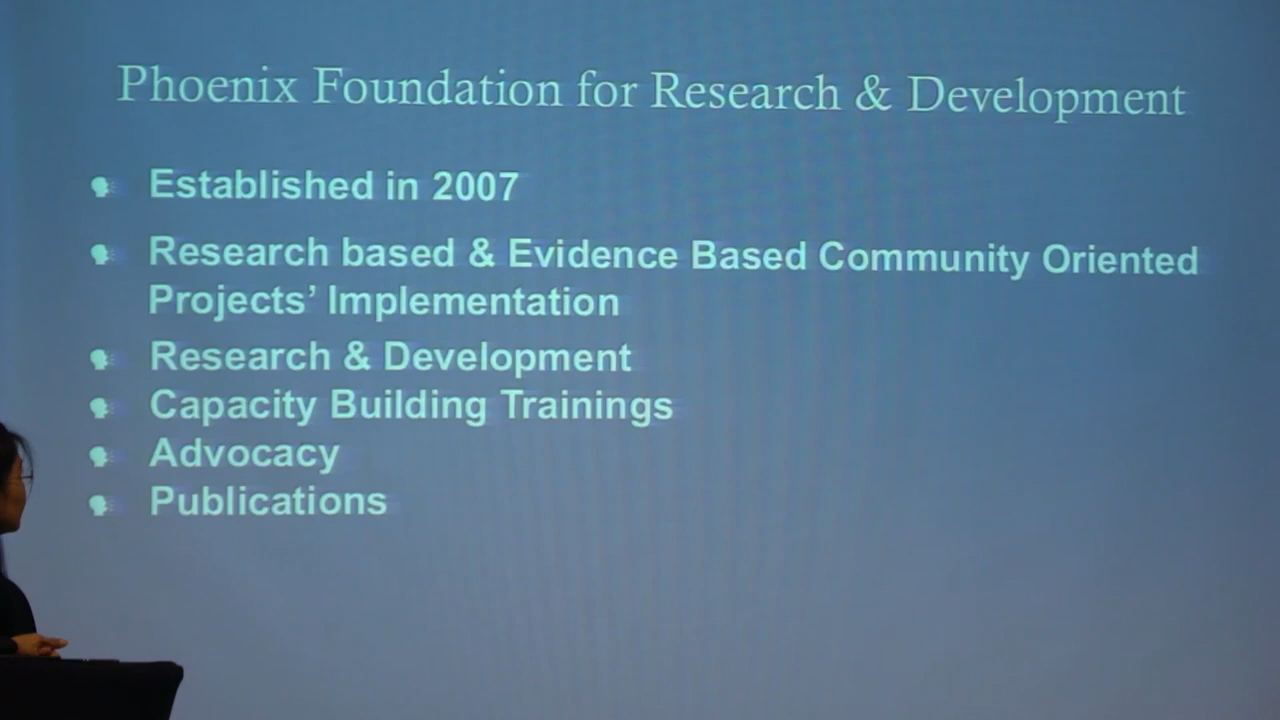 Phoenix Foundation for Research & Development
Established in 2007
Research based & Evidence Based Community Oriented
Projects’ Implementation
Research & Development
Capacity Building Trainings
Advocacy
Publications